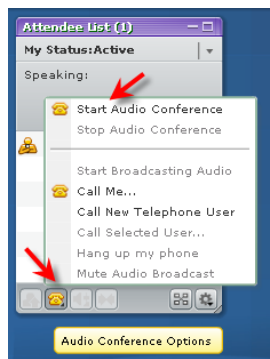 Attendee List (1)
My Status:Active
Speaking:
Start Audio Conference
Stop Audio Conference
Start Broadcasting Audio
Call Me...
Call New Telephone User
Call Selected User...
Hang up my phone
Mute Audio Broadcast
Audio Conference Options